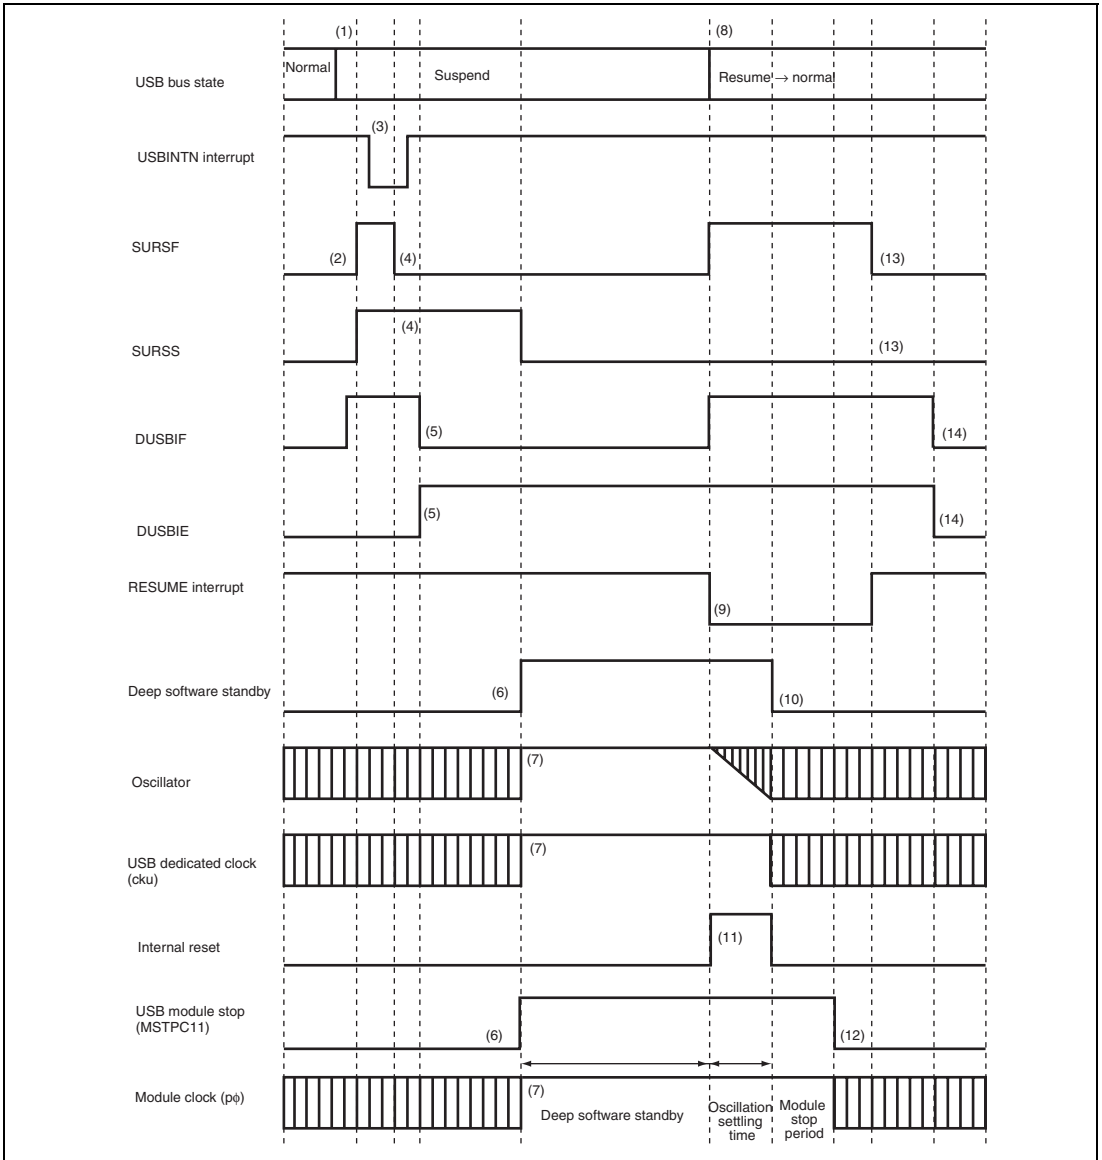 (1)
(8)
USB bus state
Normal
Suspend
Resume → normal
USBINTN interrupt
(3)
SURSF
(2)
(4)
(13)
SURSS
(4)
(13)
DUSBIF
(5)
(14)
DUSBIE
(5)
(14)
RESUME interrupt
(9)
Deep software standby
(6)
(10)
Oscillator
(7)
USB dedicated clock
(cku)
(7)
Internal reset
(11)
USB module stop
(MSTPC11)
(6)
(12)
Module clock (pϕ)
(7)
Deep software standby
Oscillation
settling
time
Module
stop
period